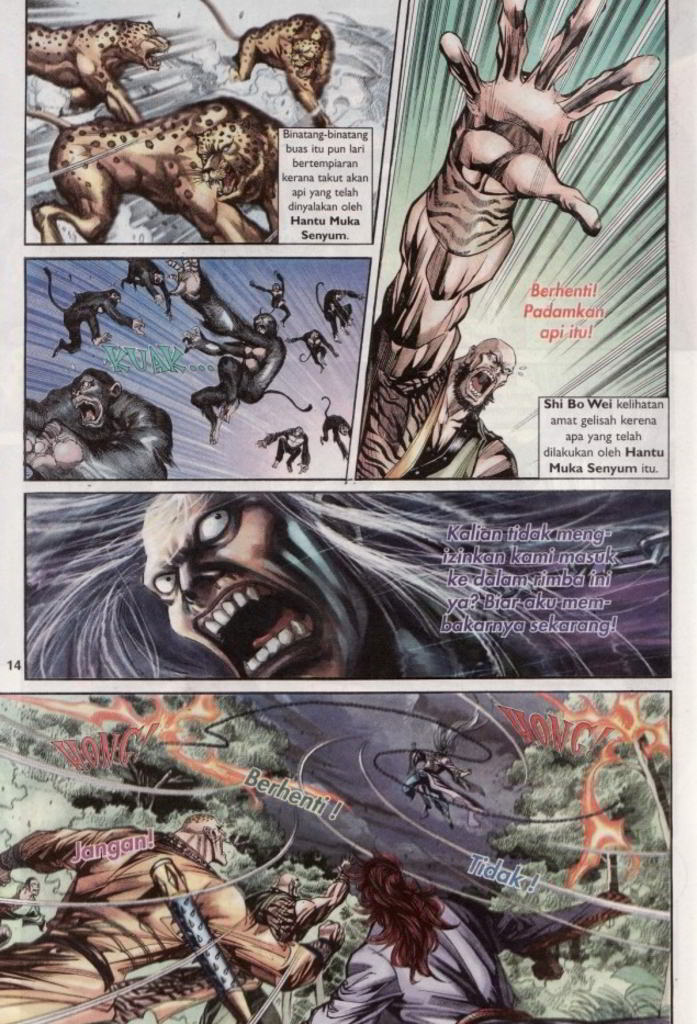 Binatang-binatang
buas itu pun lari
bertempiaran
kerana takut akan
api yang telah
dinyalakan oleh
Hantu Muka
Senyum.
Berhenti!
Padamkan
api itu!
Shi Bo Wei kelihatan
amat gelisah kerena
apa yang telah
dilakukan oleh Hantu
Muka Senyum itu.
KUAK...
Kalian tidak meng-
izinkan kami masuk
ke dalam rimba ini
ya? Biar aku mem-
bakarnya sekarang!
14
HONG!
HONG!
Berhenti!
Jangan!
Tidak!